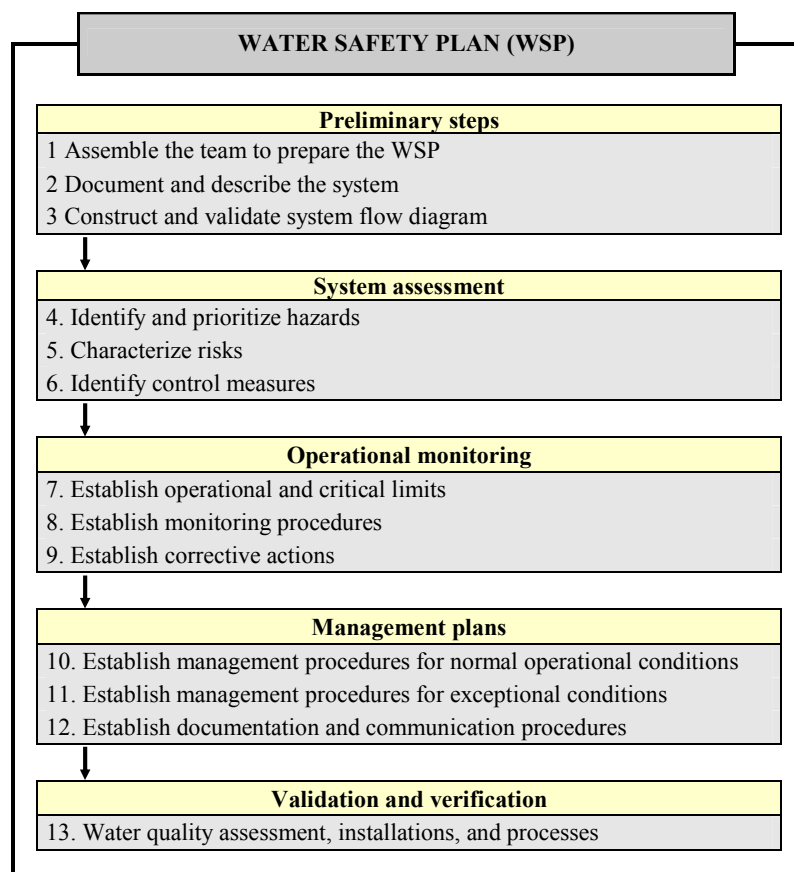 WATER SAFETY PLAN (WSP)
Preliminary steps
1 Assemble the team to prepare the WSP
2 Document and describe the system
3 Construct and validate system flow diagram
System assessment
4. Identify and prioritize hazards
5. Characterize risks
6. Identify control measures
Operational monitoring
7. Establish operational and critical limits
8. Establish monitoring procedures
9. Establish corrective actions
Management plans
10. Establish management procedures for normal operational conditions
11. Establish management procedures for exceptional conditions
12. Establish documentation and communication procedures
Validation and verification
13. Water quality assessment, installations, and processes